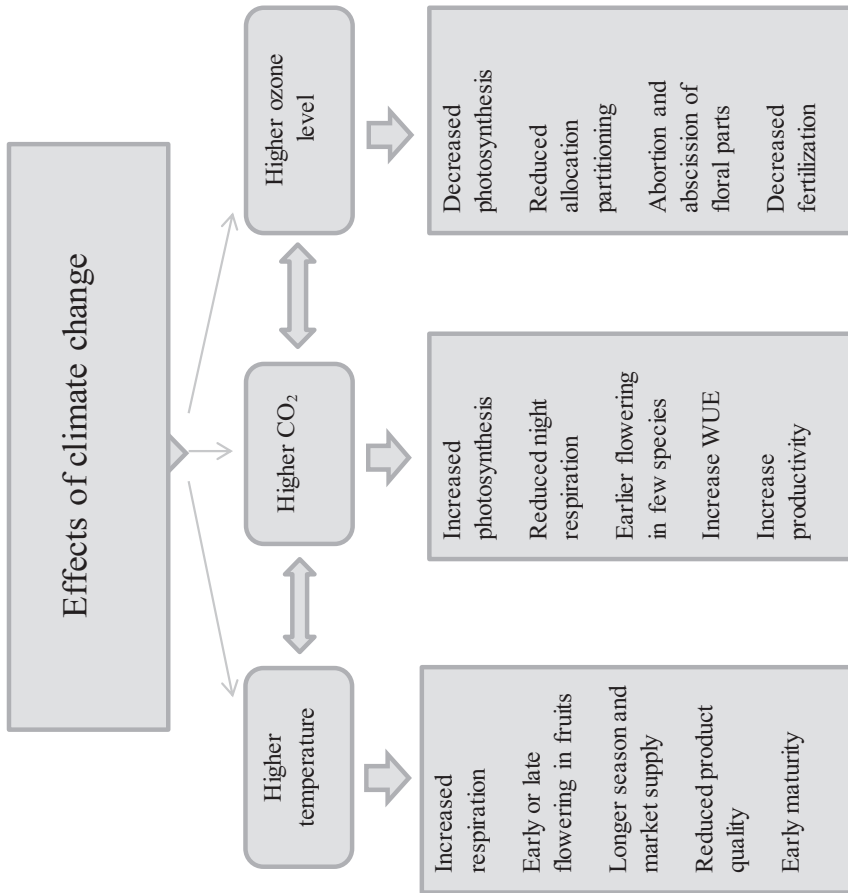 Effects of climate change
Higher
temperature
Higher CO₂
Higher ozone
level
Increased
respiration
Early or late
flowering in fruits
Longer season and
market supply
Reduced product
quality
Early maturity
Increased
photosynthesis
Reduced night
respiration
Earlier flowering
in few species
Increase WUE
Increase
productivity
Decreased
photosynthesis
Reduced
allocation
partitioning
Abortion and
abscission of
floral parts
Decreased
fertilization